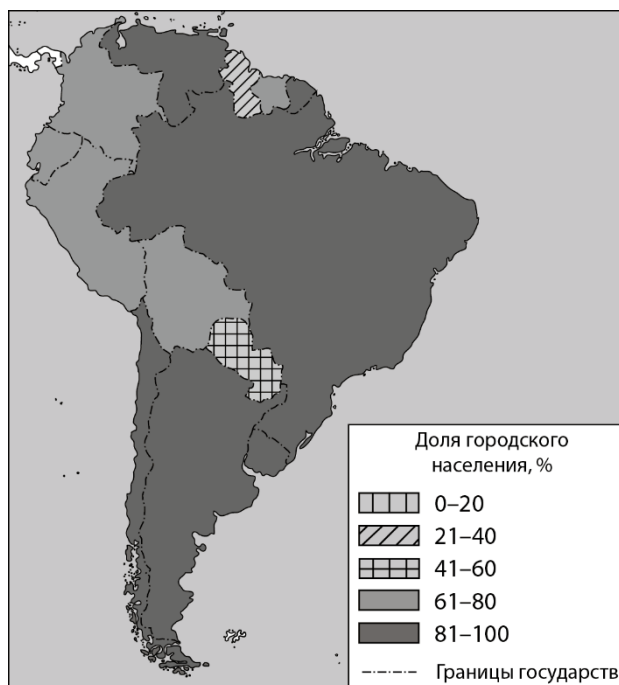 Доля городского
населения, %
0–20
21–40
41–60
61–80
81–100
Границы государств